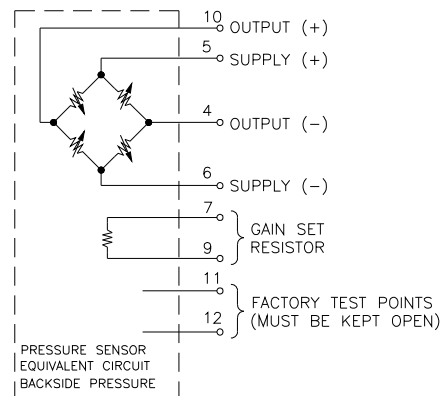 10 OUTPUT (+)
5 SUPPLY (+)
4 OUTPUT (−)
6 SUPPLY (−)
7
GAIN SET
RESISTOR
9
11
FACTORY TEST POINTS
(MUST BE KEPT OPEN)
12
PRESSURE SENSOR
EQUIVALENT CIRCUIT
BACKSIDE PRESSURE